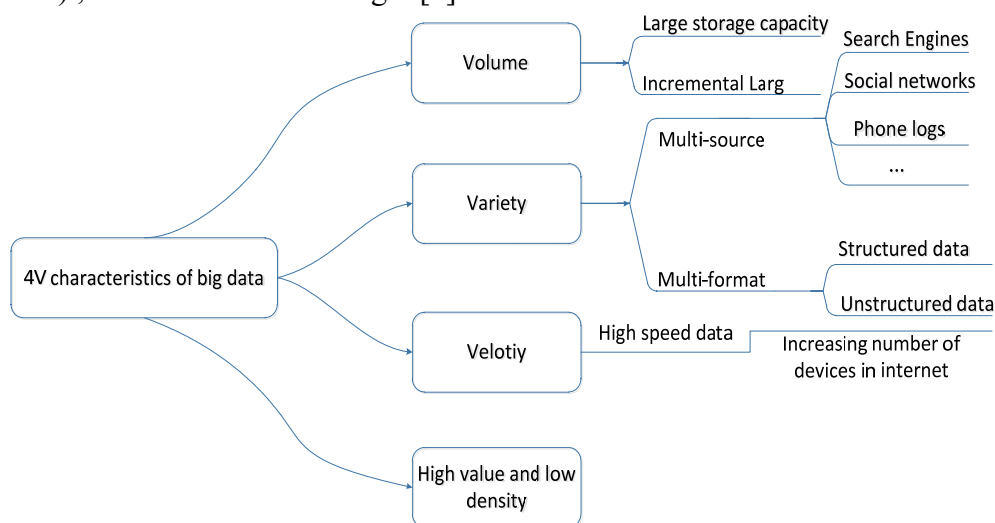 Large storage capacity
Search Engines
Volume
Incremental Larg
Social networks
Phone logs
Multi-source
...
Variety
4V characteristics of big data
Structured data
Multi-format
Unstructured data
High speed data
Velotiy
Increasing number of
devices in internet
High value and low
density